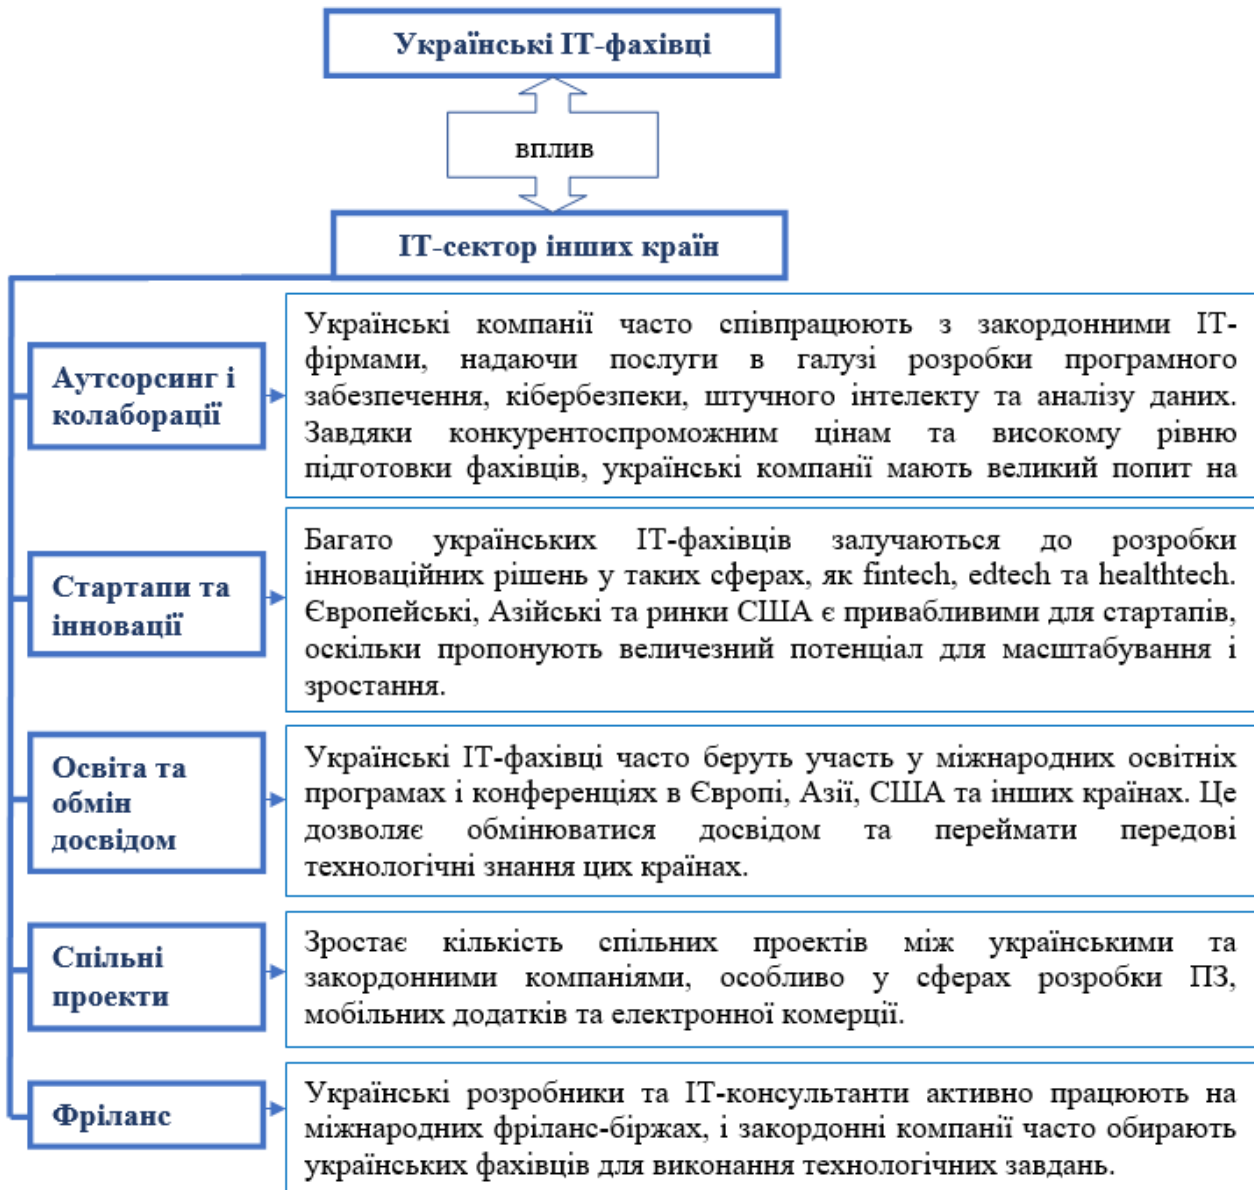 Українські ІТ-фахівці
вплив
ІТ-сектор інших країн
Аутсорсинг і
колаборації
Українські компанії часто співпрацюють з закордонними ІТ-
фірмами, надаючи послуги в галузі розробки програмного
забезпечення, кібербезпеки, штучного інтелекту та аналізу даних.
Завдяки конкурентоспроможним цінам та високому рівню
підготовки фахівців, українські компанії мають великий попит на
Стартапи та
інновації
Багато українських ІТ-фахівців залучаються до розробки
інноваційних рішень у таких сферах, як fintech, edtech та healthtech.
Європейські, Азійські та ринки США є привабливими для стартапів,
оскільки пропонують величезний потенціал для масштабування і
зростання.
Освіта та
обмін
досвідом
Українські ІТ-фахівці часто беруть участь у міжнародних освітніх
програмах і конференціях в Європі, Азії, США та інших країнах. Це
дозволяє обмінюватися досвідом та переймати передові
технологічні знання цих країнах.
Спільні
проекти
Зростає кількість спільних проектів між українськими та
закордонними компаніями, особливо у сферах розробки ПЗ,
мобільних додатків та електронної комерції.
Фріланс
Українські розробники та ІТ-консультанти активно працюють на
міжнародних фріланс-біржах, і закордонні компанії часто обирають
українських фахівців для виконання технологічних завдань.